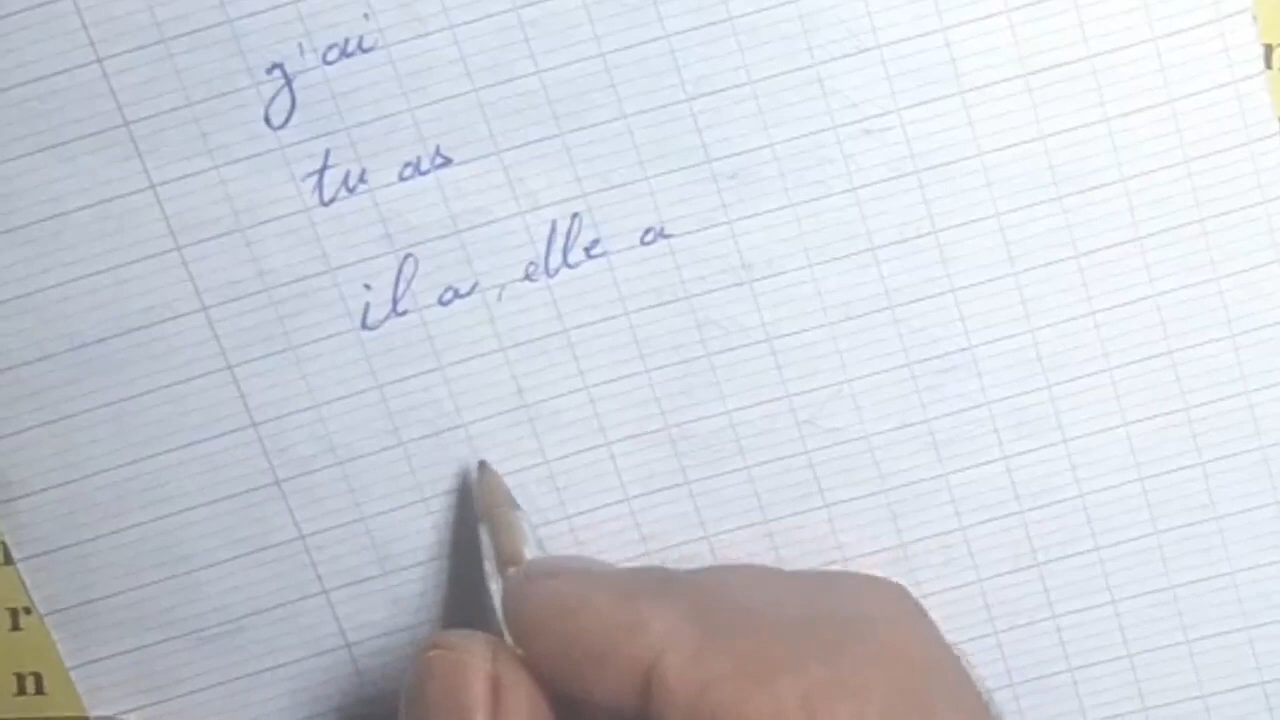 j'ai
tu as
il a, elle a
r
n